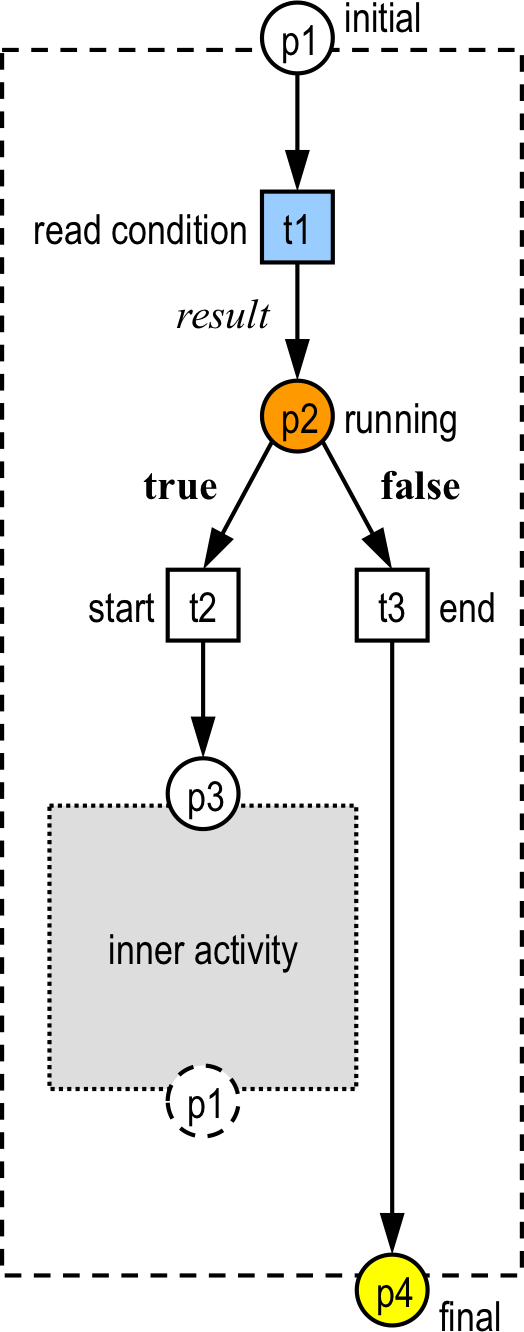 p1 initial
read condition t1
result
p2 running
true false
start t2 t3 end
p3
inner activity
p1
p4 final